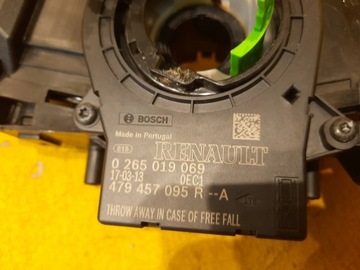 BOSCH
Made in Portugal
015
RENAULT
0 265 019 069
17-03-13 0EC1
479 457 095 R --A
THROW AWAY IN CASE OF FREE FALL